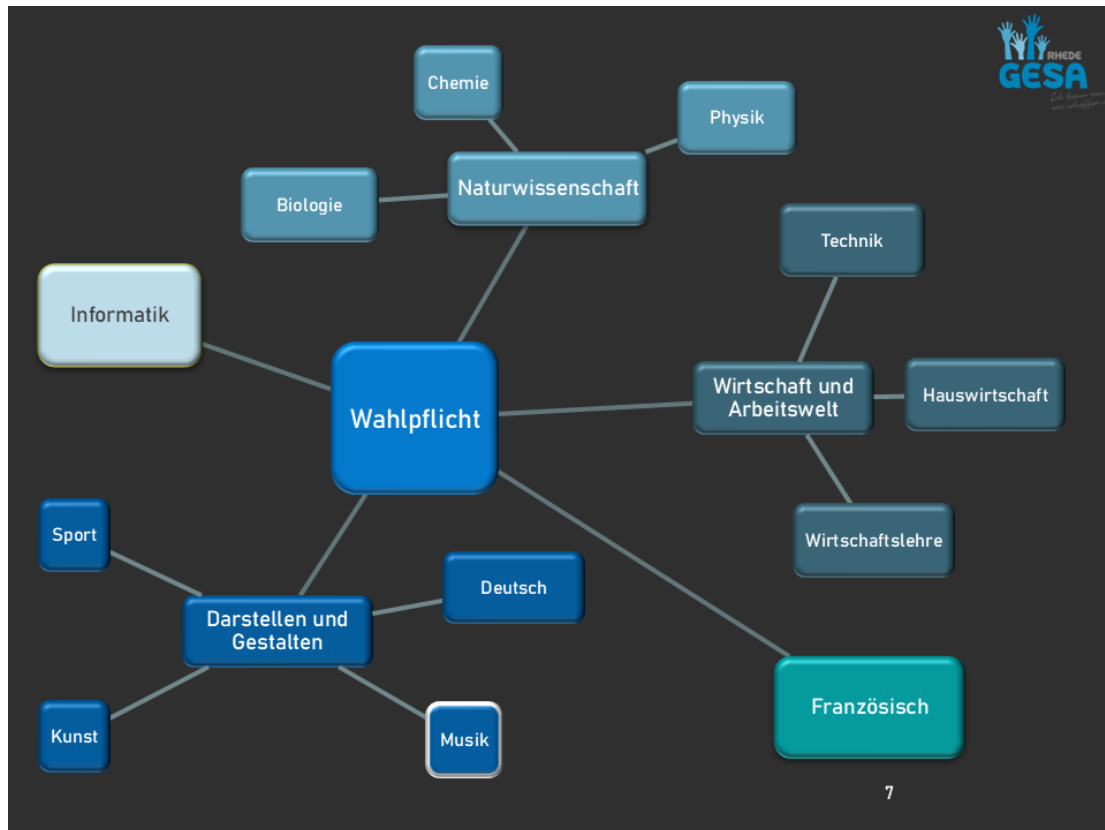 RHEDE
GESA
Chemie
Physik
Naturwissenschaft
Biologie
Technik
Informatik
Wahlpflicht
Wirtschaft und
Arbeitswelt
Hauswirtschaft
Wirtschaftslehre
Sport
Deutsch
Darstellen und
Gestalten
Kunst
Musik
Französisch
7